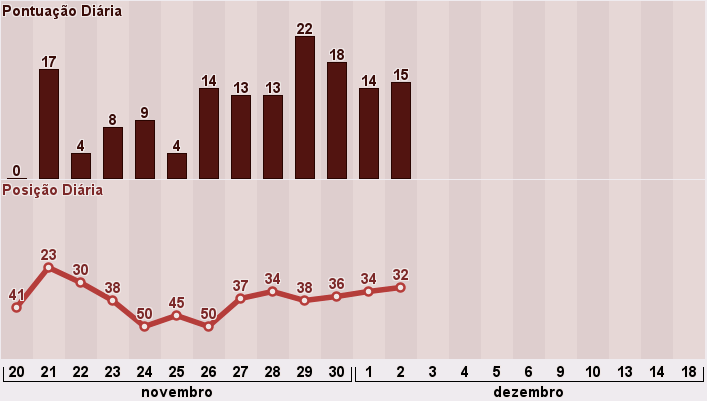 Pontuação Diária
0 17 4 8 9 4 14 13 13 22 18 14 15
Posição Diária
41 23 30 38 50 45 50 37 34 38 36 34 32
20 21 22 23 24 25 26 27 28 29 30 1 2 3 4 5 6 9 10 13 14 18
novembro dezembro